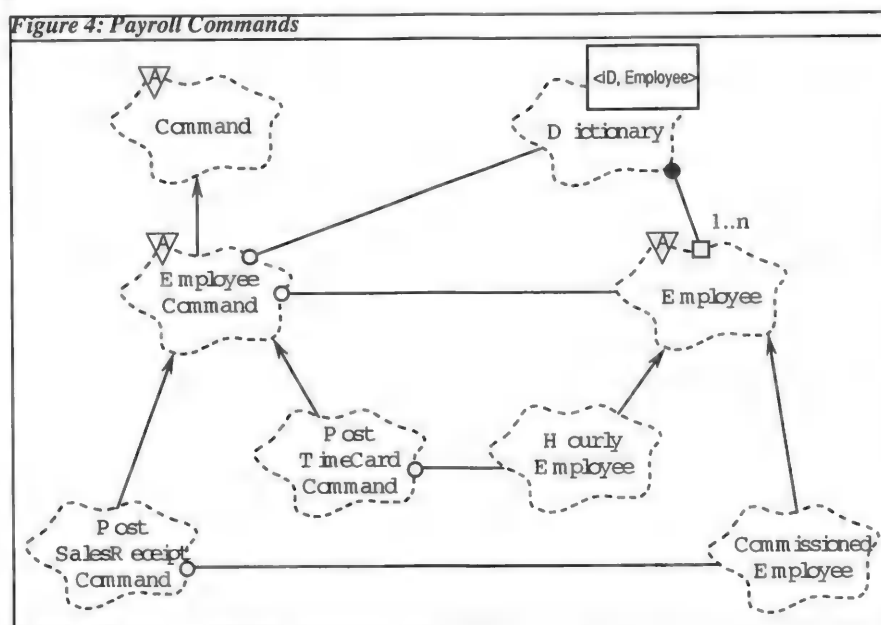 Figure 4: Payroll Commands
A
Command
<ID, Employee>
Dictionary
1..n
A
Employee
Command
A
Employee
Post
TimeCard
Command
Hourly
Employee
Post
SalesReceipt
Command
Commissioned
Employee